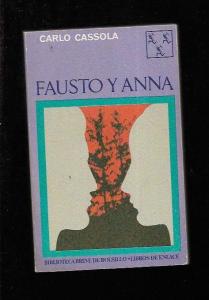 CARLO CASSOLA
FAUSTO Y ANNA
BIBLIOTECA BREVE DE BOLSILLO • LIBROS DE ENLACE